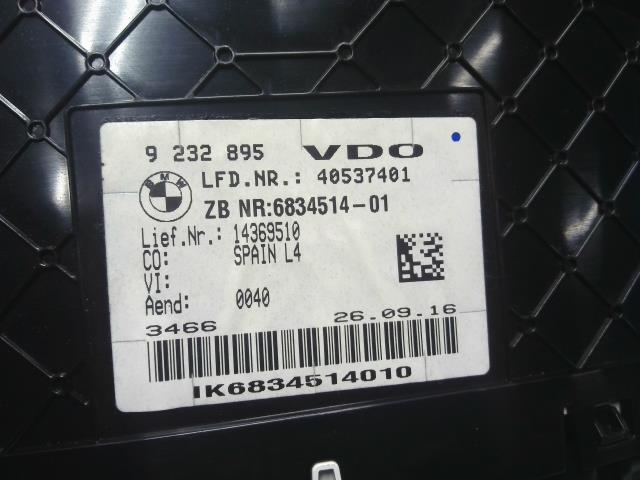 9 232 895 VDO
BMW
LFD.NR.: 40537401
ZB NR:6834514-01
Lief.Nr.: 14369510
CO: SPAIN L4
VI:
Aend: 0040
3466 26.09.16
IK6834514010